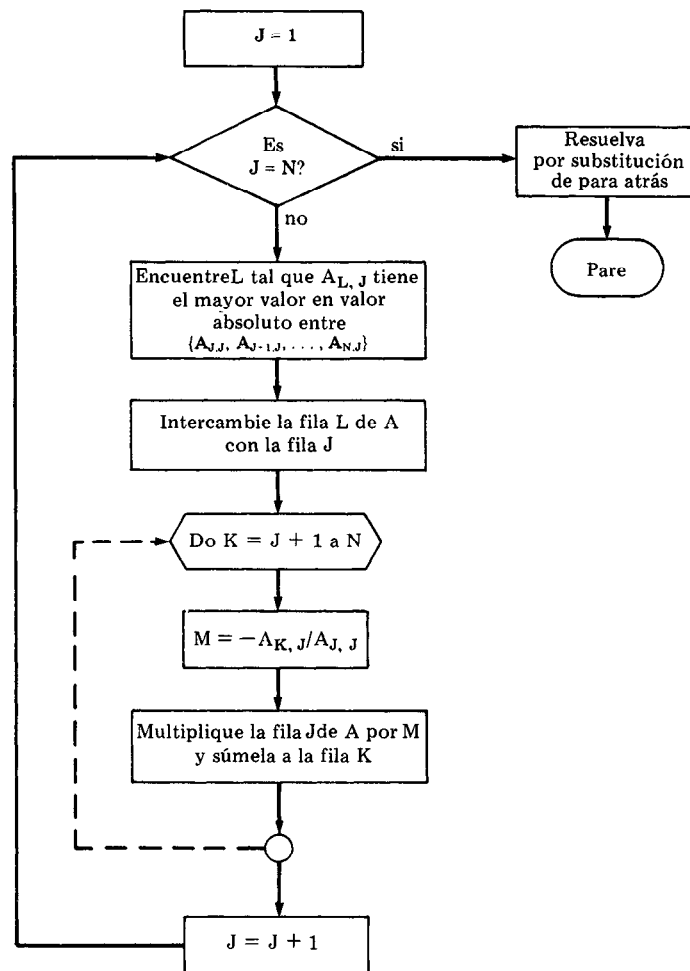 J = 1
Es
J = N?
si
no
Resuelva
por substitución
de para atrás
Pare
EncuentreL tal que A_L, J tiene
el mayor valor en valor
absoluto entre
{A_J,J, A_J+1,J, . . . , A_N,J}
Intercambie la fila L de A
con la fila J
Do K = J + 1 a N
M = −A_K, J/A_J, J
Multiplique la fila Jde A por M
y súmela a la fila K
J = J + 1